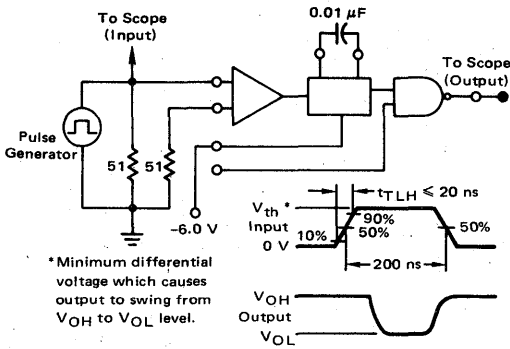 To Scope
(Input)
0.01 µF
To Scope
(Output)
Pulse
Generator
51
51
-6.0 V
tTLH ≤ 20 ns
Vth *
Input
0 V
10%
90%
50%
50%
200 ns
*Minimum differential
voltage which causes
output to swing from
VOH to VOL level.
VOH
Output
VOL